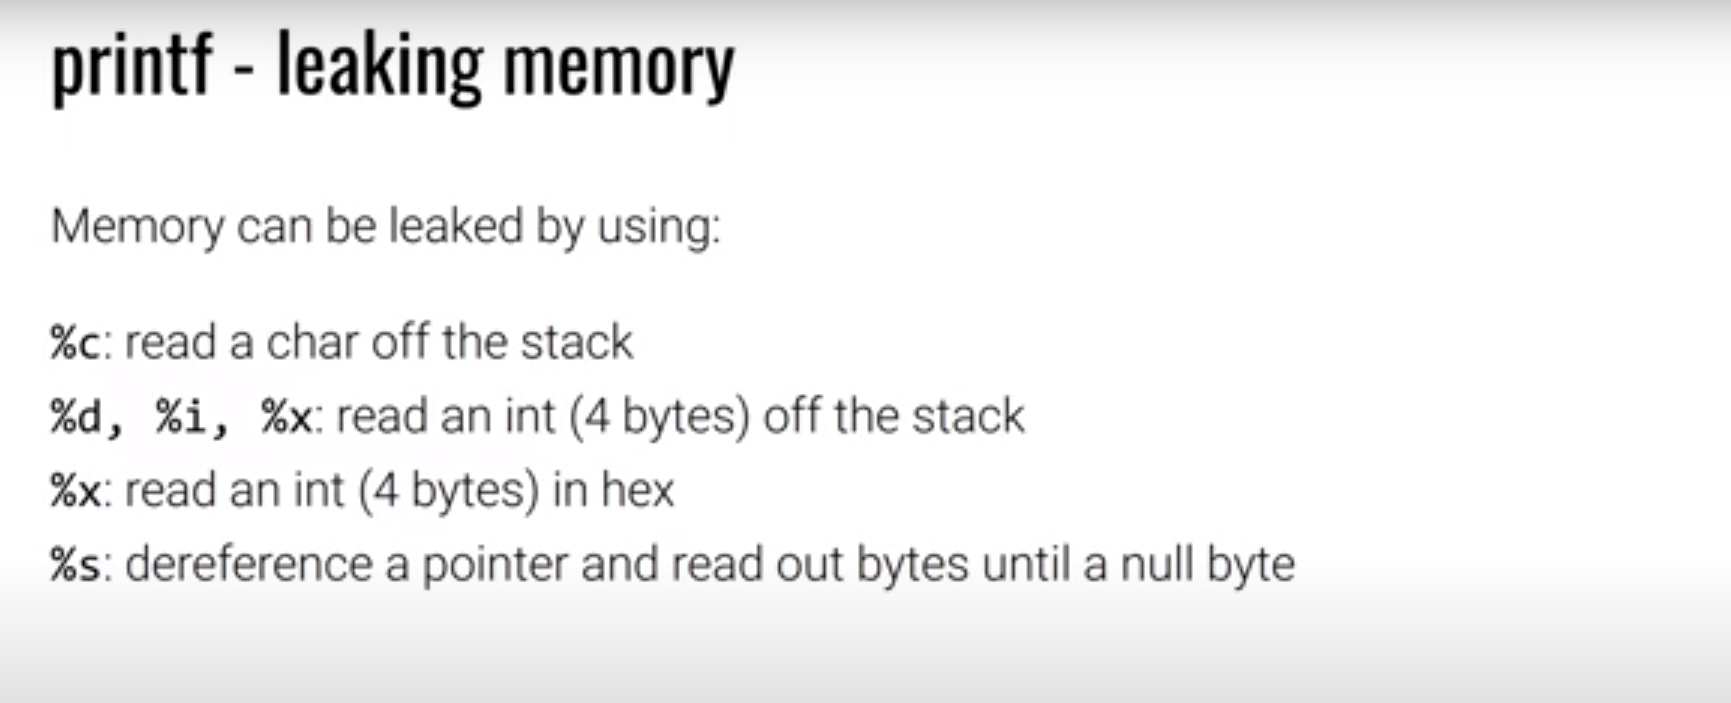 printf - leaking memory
Memory can be leaked by using:
%c: read a char off the stack
%d, %i, %x: read an int (4 bytes) off the stack
%x: read an int (4 bytes) in hex
%s: dereference a pointer and read out bytes until a null byte